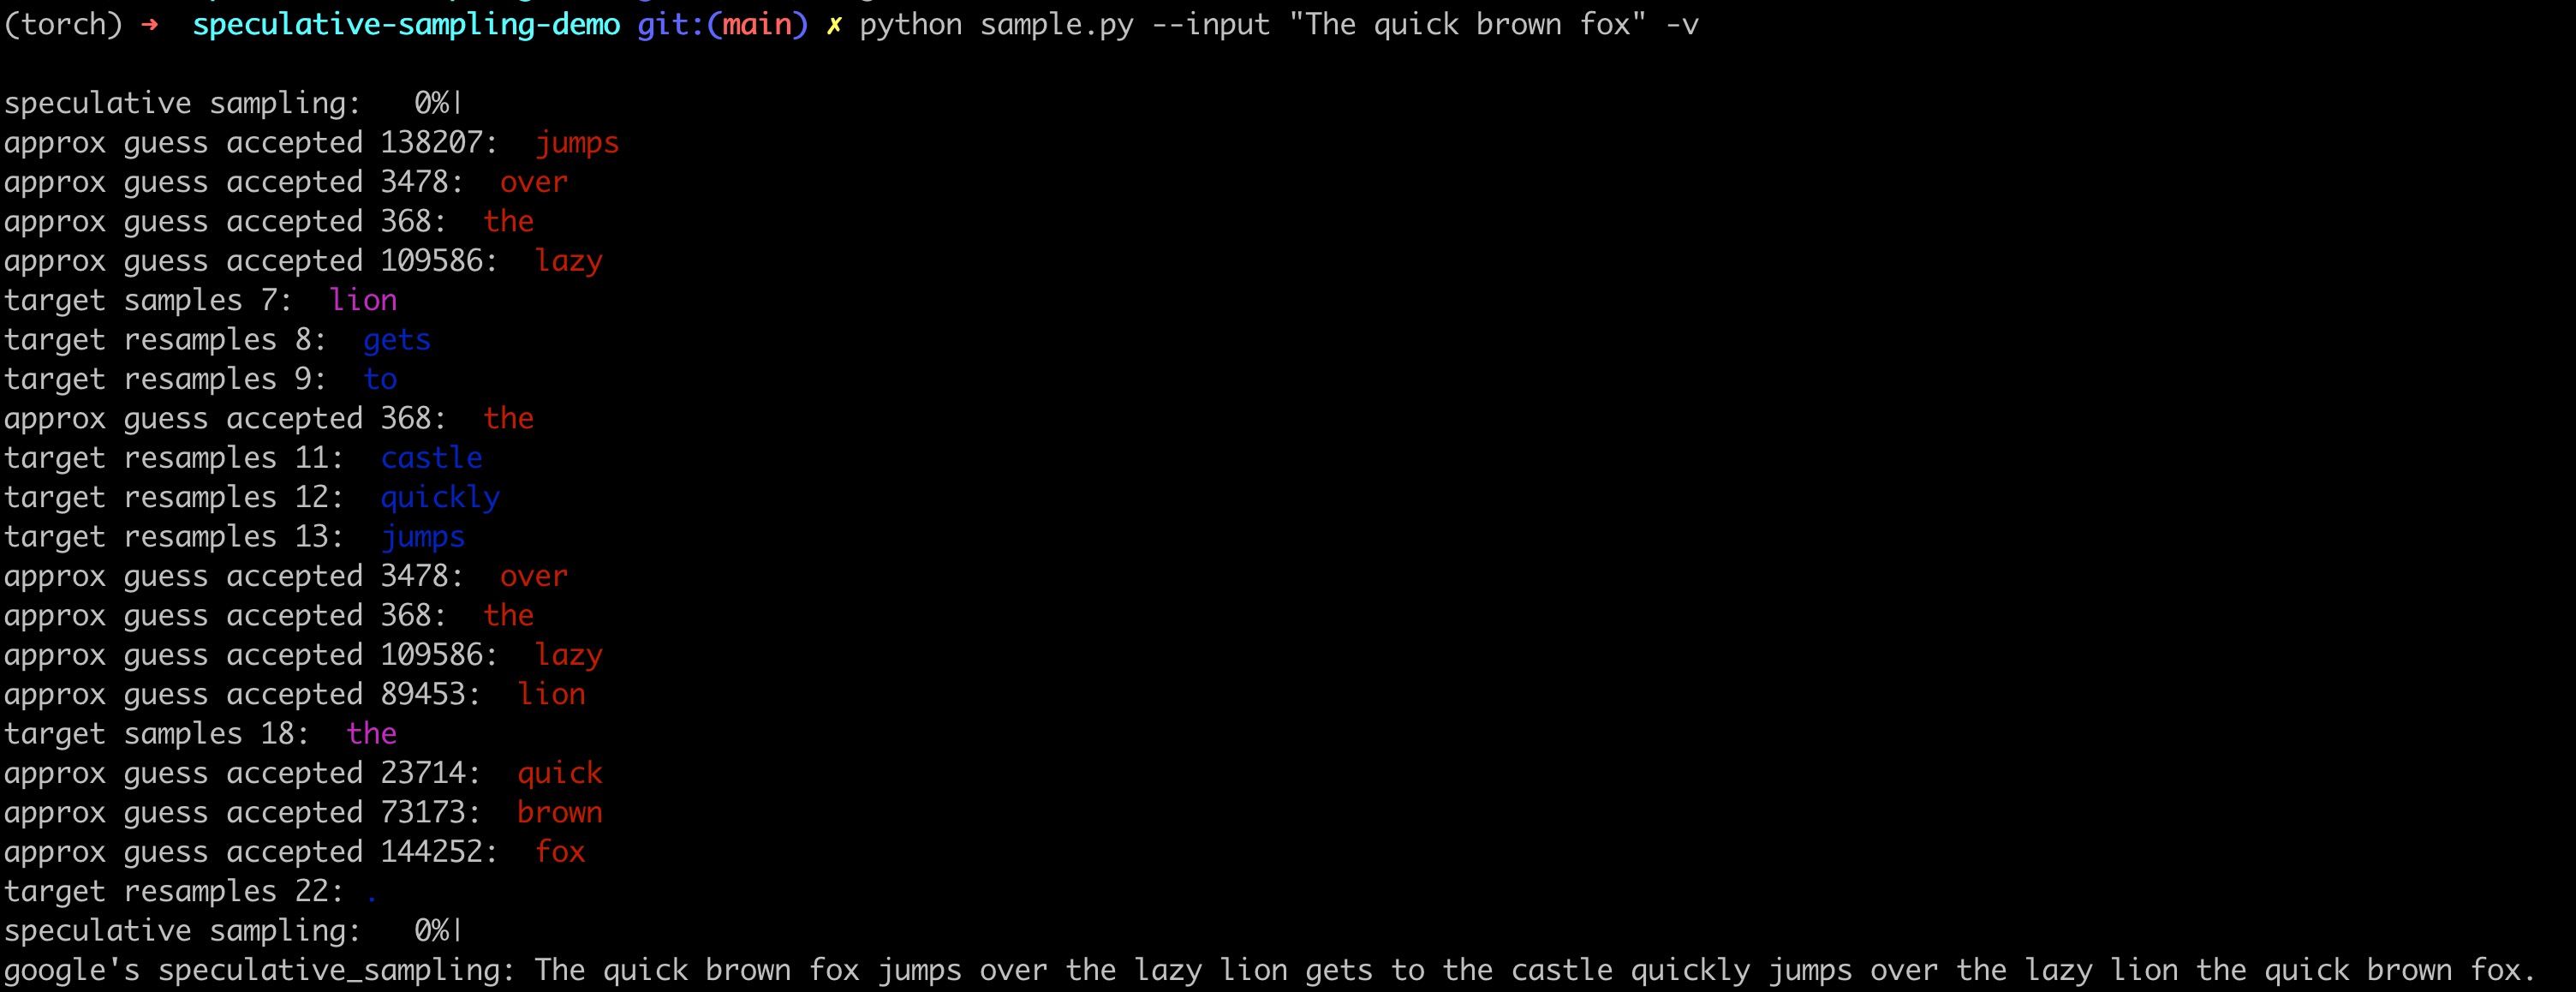 (torch) ➜  speculative-sampling-demo git:(main) ✗ python sample.py --input "The quick brown fox" -v
speculative sampling:   0%|
approx guess accepted 138207:  jumps
approx guess accepted 3478:  over
approx guess accepted 368:  the
approx guess accepted 109586:  lazy
target samples 7:  lion
target resamples 8:  gets
target resamples 9:  to
approx guess accepted 368:  the
target resamples 11:  castle
target resamples 12:  quickly
target resamples 13:  jumps
approx guess accepted 3478:  over
approx guess accepted 368:  the
approx guess accepted 109586:  lazy
approx guess accepted 89453:  lion
target samples 18:  the
approx guess accepted 23714:  quick
approx guess accepted 73173:  brown
approx guess accepted 144252:  fox
target resamples 22: .
speculative sampling:   0%|
google's speculative_sampling: The quick brown fox jumps over the lazy lion gets to the castle quickly jumps over the lazy lion the quick brown fox.